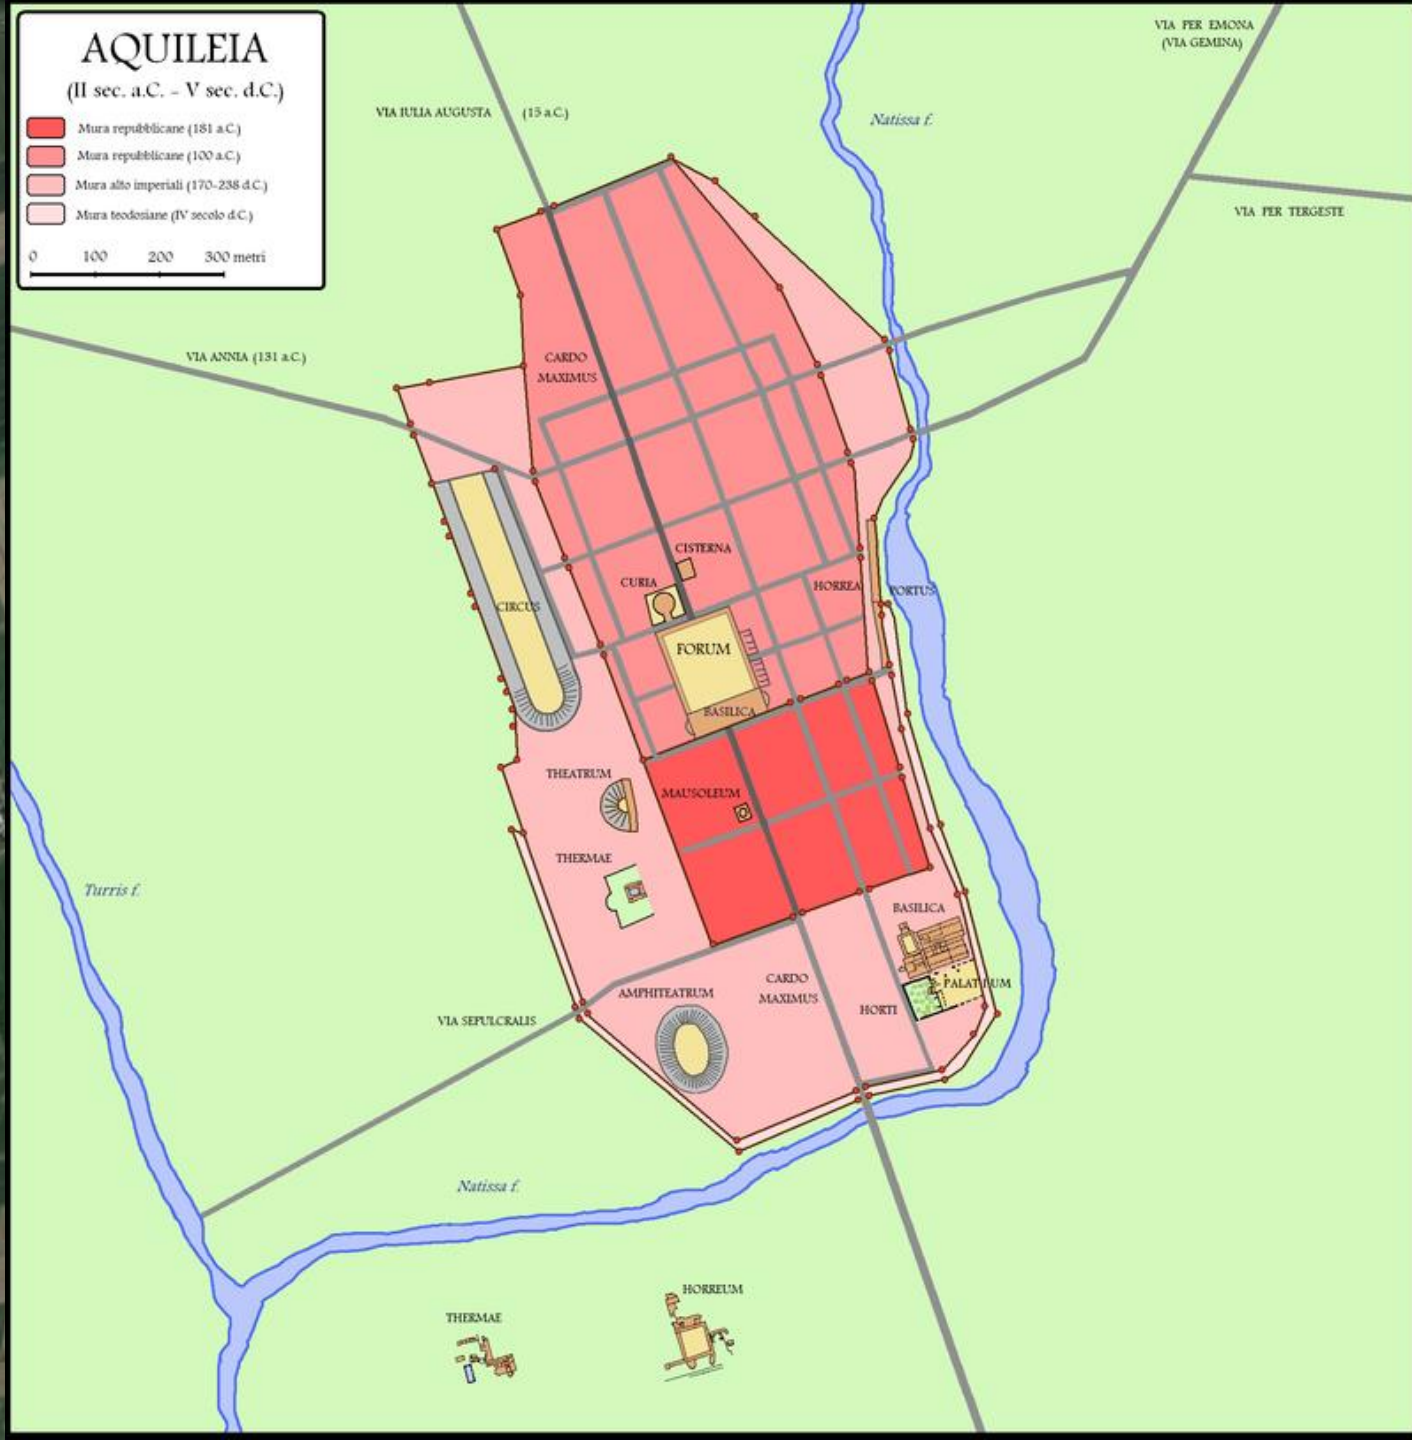 AQUILEIA
(II sec. a.C. - V sec. d.C.)
Mura repubblicane (181 a.C.)
Mura repubblicane (100 a.C.)
Mura alto imperiali (170-238 d.C.)
Mura teodosiane (IV secolo d.C.)
0 100 200 300 metri
VIA PER EMONA
(VIA GEMINA)
VIA IULIA AUGUSTA (15 a.C.)
Natissa f.
VIA PER TERGESTE
VIA ANNIA (131 a.C.)
CARDO
MAXIMUS
CISTERNA
CURIA
HORREA
PORTUS
CIRCUS
FORUM
BASILICA
THEATRUM
MAUSOLEUM
THERMAE
Turris f.
BASILICA
CARDO
MAXIMUS
PALATIUM
AMPHITEATRUM
HORTI
VIA SEPULCRALIS
Natissa f.
HORREUM
THERMAE